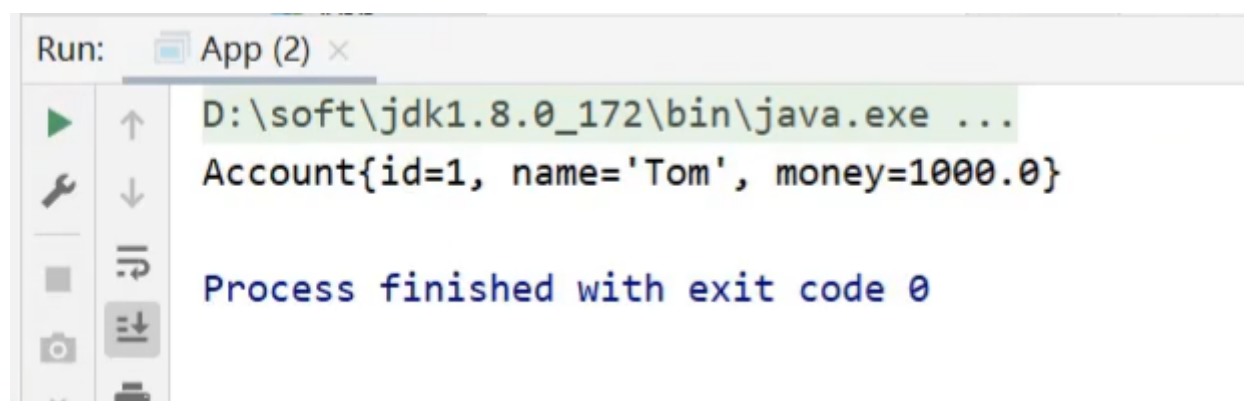 Run: App (2)
D:\soft\jdk1.8.0_172\bin\java.exe ...
Account{id=1, name='Tom', money=1000.0}
Process finished with exit code 0